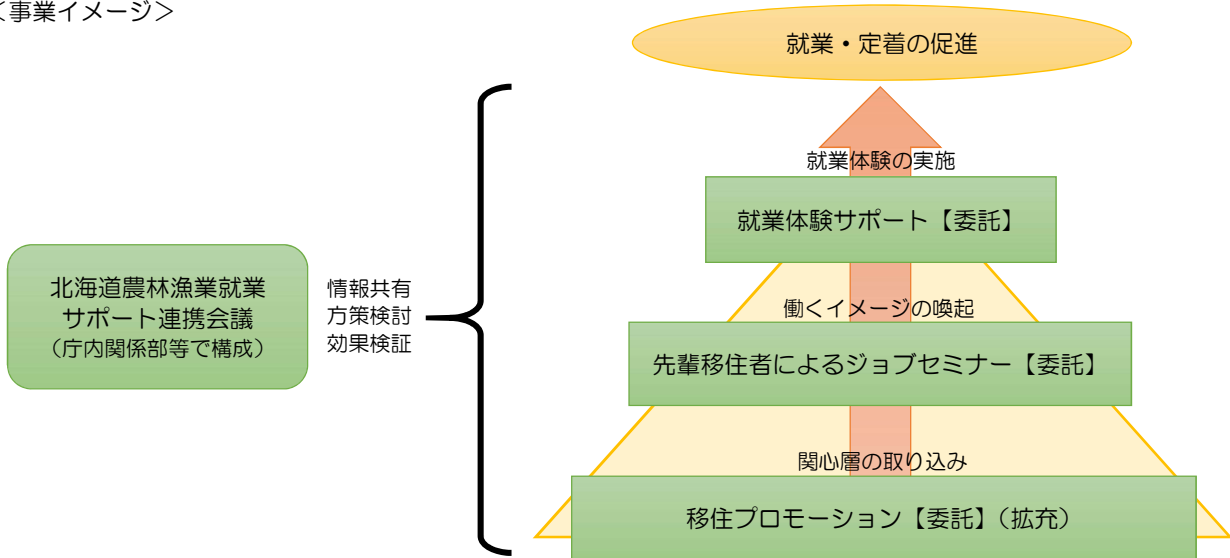 ＜事業イメージ＞
就業・定着の促進
就業体験の実施
就業体験サポート【委託】
働くイメージの喚起
先輩移住者によるジョブセミナー【委託】
関心層の取り込み
移住プロモーション【委託】（拡充）
北海道農林漁業就業
サポート連携会議
（庁内関係部等で構成）
情報共有
方策検討
効果検証